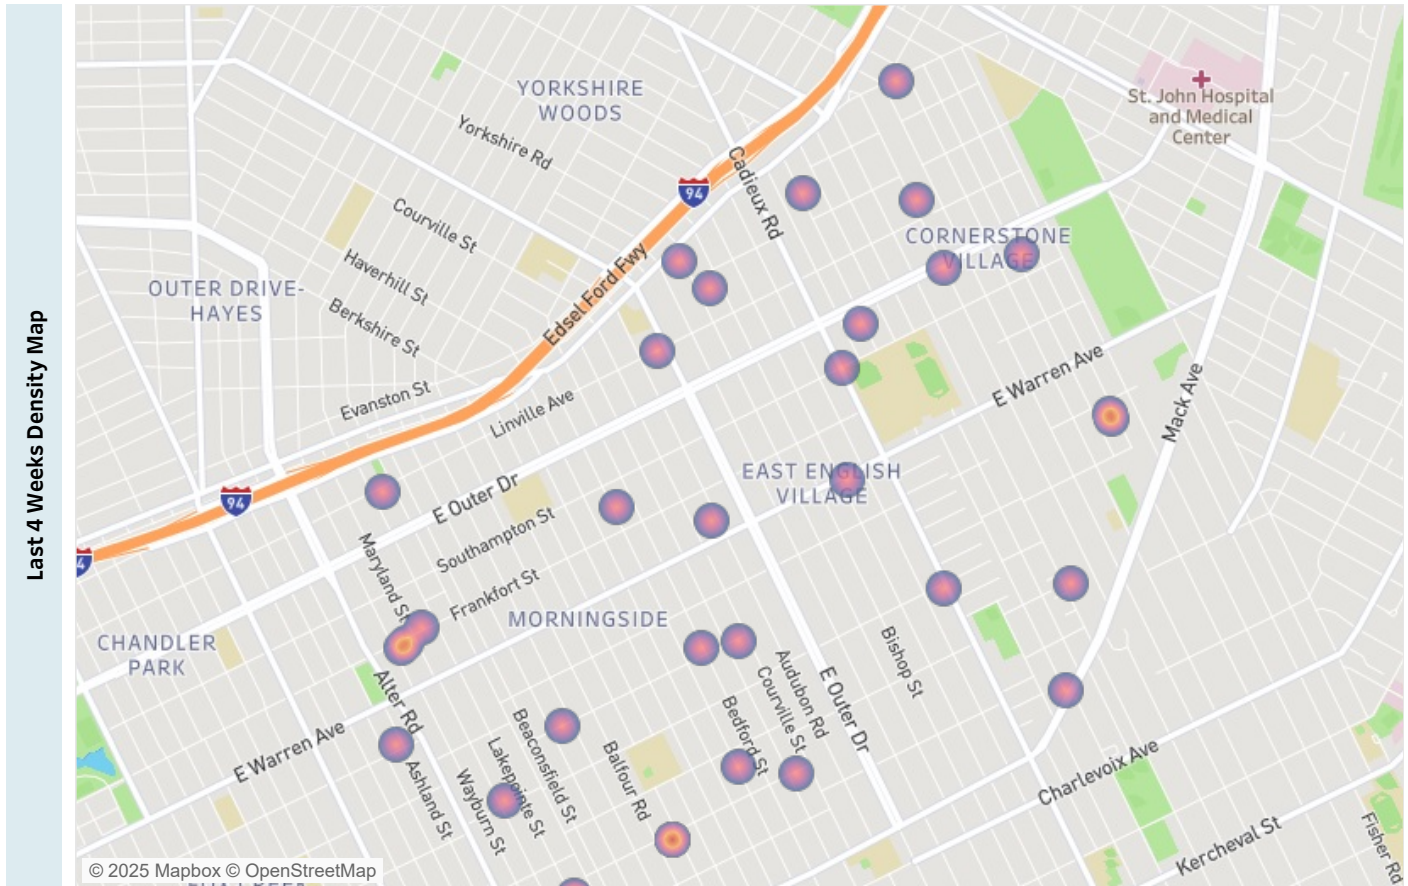 Last 4 Weeks Density Map
YORKSHIRE
WOODS
St. John Hospital
and Medical
Center
Yorkshire Rd
Cadieux Rd
94
Courville St
CORNERSTONE
VILLAGE
Haverhill St
Edsel Ford Fwy
OUTER DRIVE-
HAYES
Berkshire St
E Warren Ave
Evanston St
Linville Ave
Mack Ave
EAST ENGLISH
VILLAGE
94
E Outer Dr
Southampton St
4
Maryland St
Frankfort St
MORNINGSIDE
CHANDLER
PARK
Bishop St
Audubon Rd
Courville St
E Outer Dr
Alter Rd
Bedford St
Beaconsfield St
E Warren Ave
Lakepointe St
Balfour Rd
Charlevoix Ave
Ashland St
Wayburn St
Kercheval St
Fisher Rd
© 2025 Mapbox © OpenStreetMap